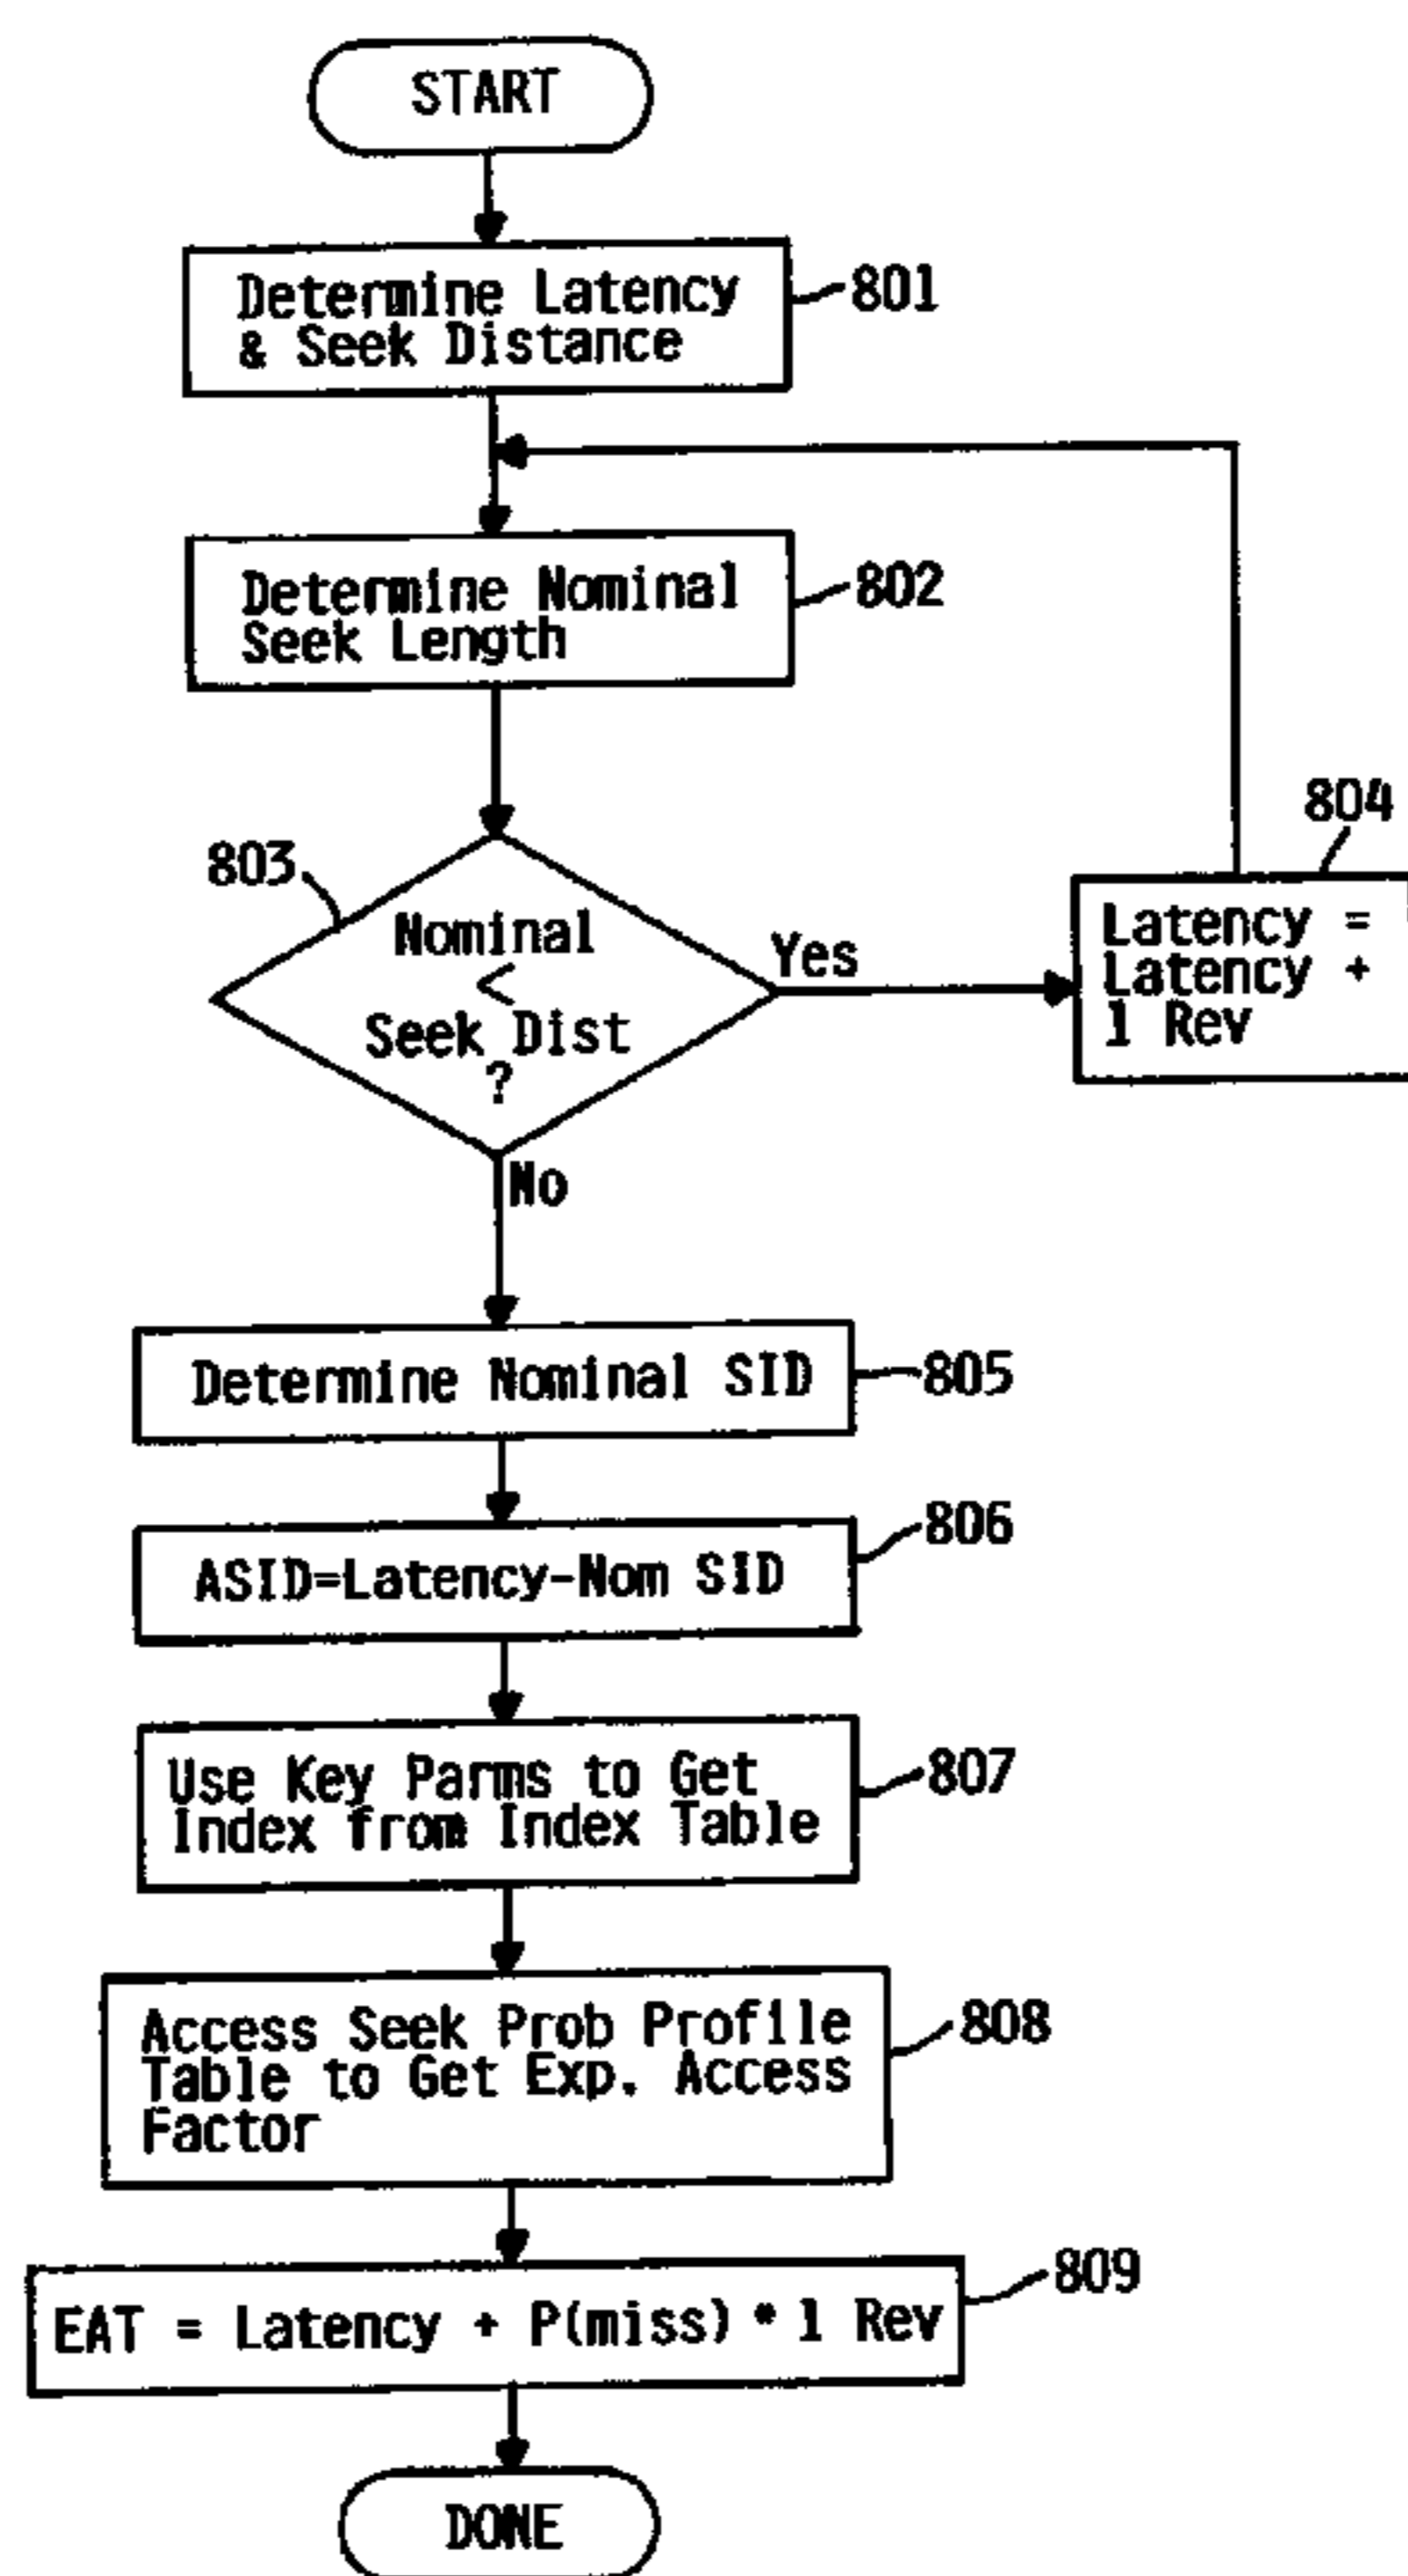 START
Determine Latency
& Seek Distance
801
Determine Nominal
Seek Length
802
803
Nominal
<
Seek Dist
?
Yes
804
Latency =
Latency +
1 Rev
No
Determine Nominal SID
805
ASID=Latency-Nom SID
806
Use Key Parms to Get
Index from Index Table
807
Access Seek Prob Profile
Table to Get Exp. Access
Factor
808
EAT = Latency + P(miss) * 1 Rev
809
DONE